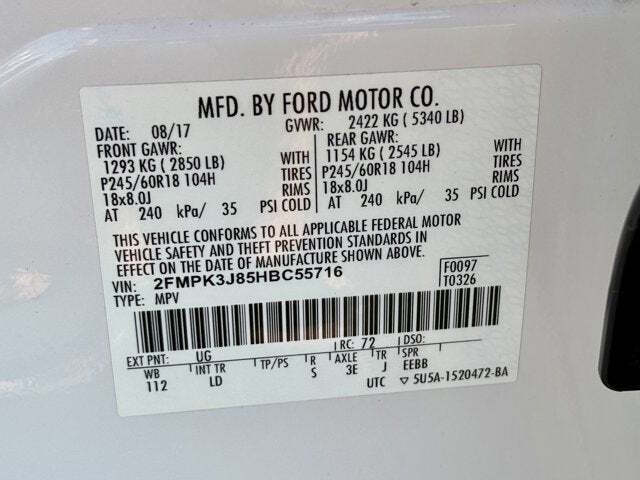 MFD. BY FORD MOTOR CO.
DATE: 08/17 GVWR: 2422 KG ( 5340 LB)
FRONT GAWR: REAR GAWR:
1293 KG ( 2850 LB) WITH 1154 KG ( 2545 LB) WITH
P245/60R18 104H TIRES P245/60R18 104H TIRES
18x8.0J RIMS 18x8.0J RIMS
AT 240 kPa/ 35 PSI COLD AT 240 kPa/ 35 PSI COLD
THIS VEHICLE CONFORMS TO ALL APPLICABLE FEDERAL MOTOR
VEHICLE SAFETY AND THEFT PREVENTION STANDARDS IN
EFFECT ON THE DATE OF MANUFACTURE SHOWN ABOVE.
VIN: 2FMPK3J85HBC55716 F0097
TYPE: MPV T0326
EXT PNT: UG RC: 72 DSO:
WB INT TR TP/PS R AXLE TR SPR
112 LD S 3E J EEBB
UTC ▽ 5U5A-1520472-BA